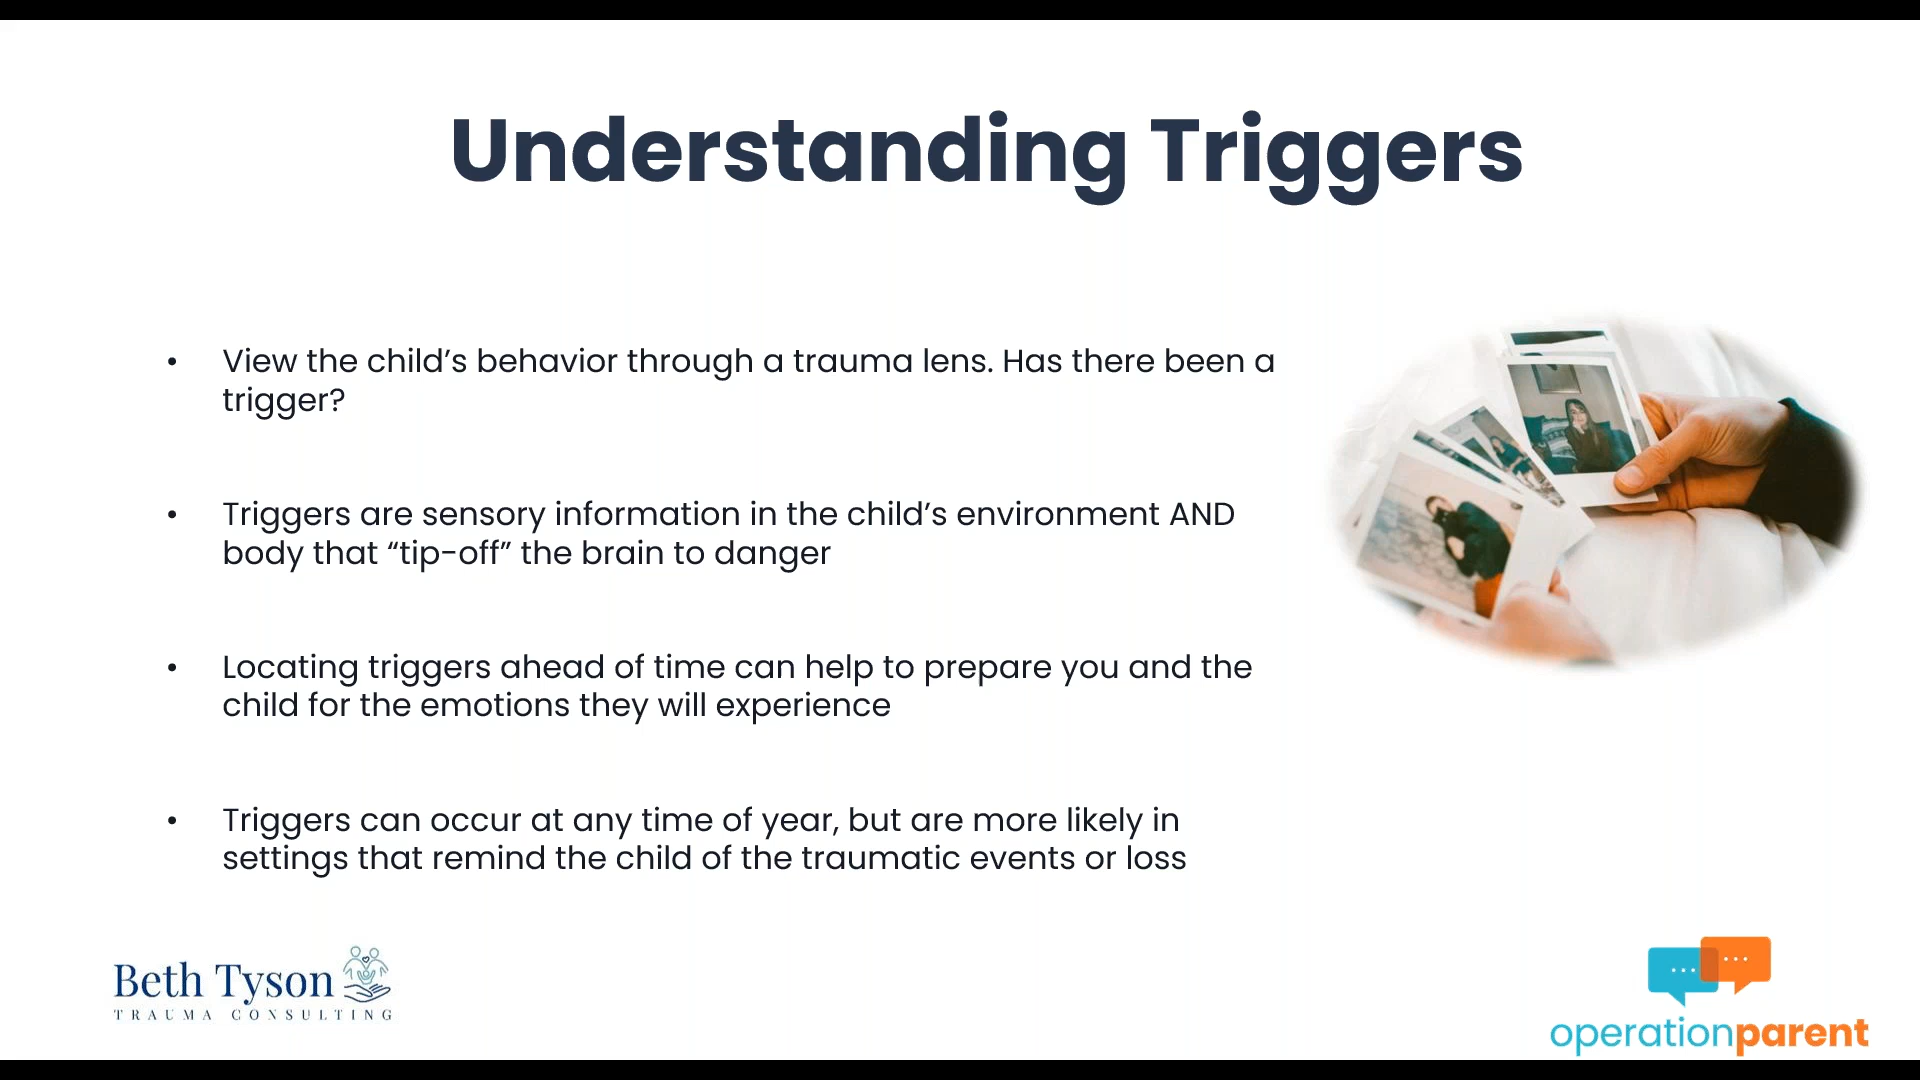 Understanding Triggers
• View the child’s behavior through a trauma lens. Has there been a
trigger?
• Triggers are sensory information in the child’s environment AND
body that “tip-off” the brain to danger
• Locating triggers ahead of time can help to prepare you and the
child for the emotions they will experience
• Triggers can occur at any time of year, but are more likely in
settings that remind the child of the traumatic events or loss
Beth Tyson
TRAUMA CONSULTING
operationparent